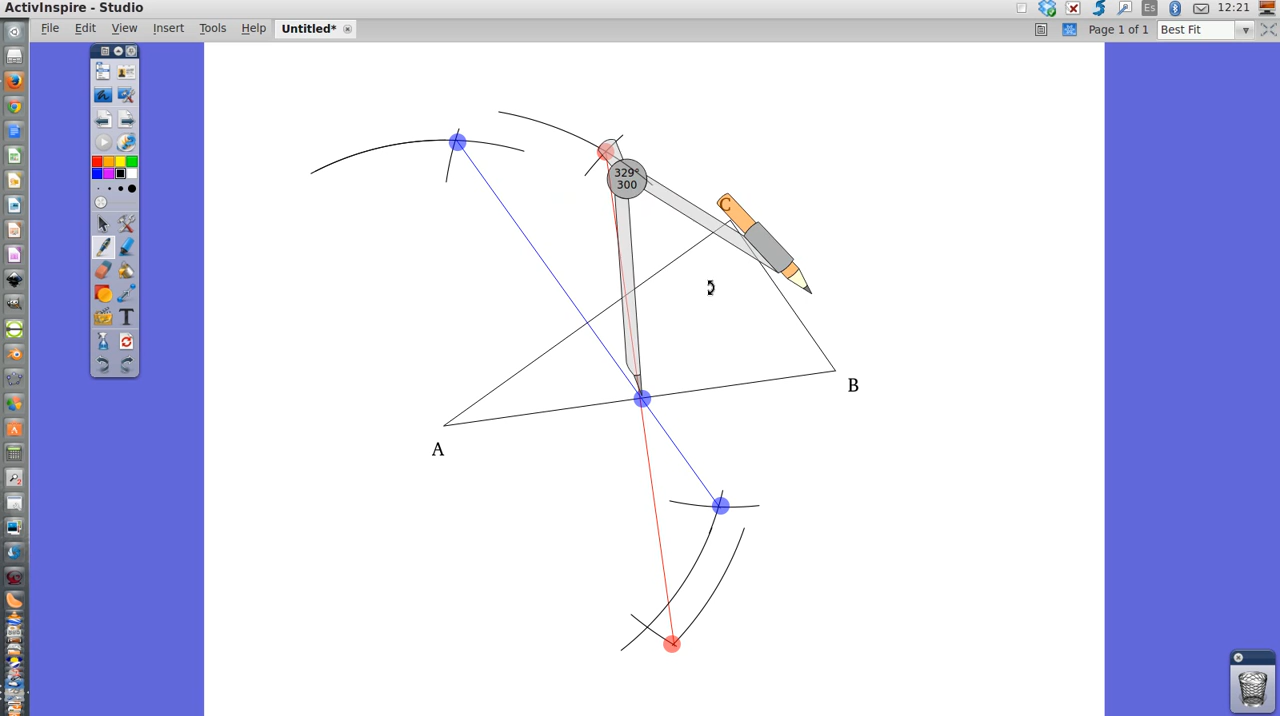 ActivInspire - Studio
Es
12:21
File Edit View Insert Tools Help Untitled*
Page 1 of 1 Best Fit
329°
300
C
B
A
T